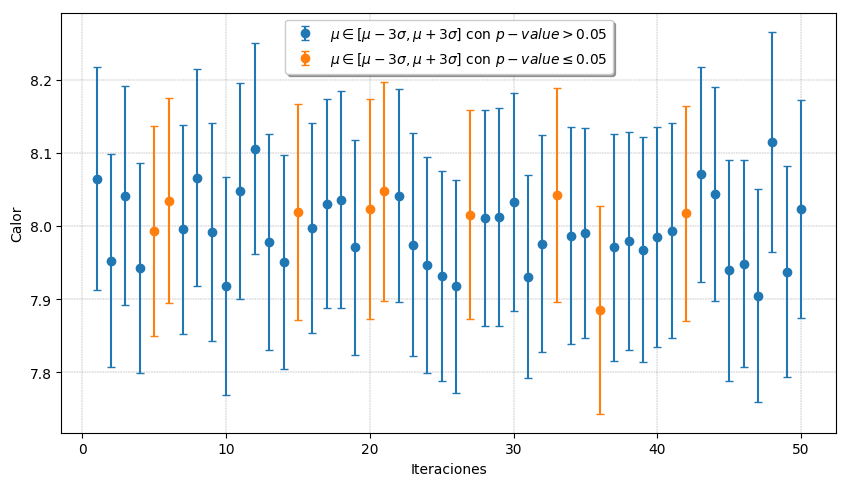 μ ∈ [μ − 3σ, μ + 3σ] con p − value > 0.05
μ ∈ [μ − 3σ, μ + 3σ] con p − value ≤ 0.05
8.2
8.1
8.0
7.9
7.8
Calor
0 10 20 30 40 50
Iteraciones